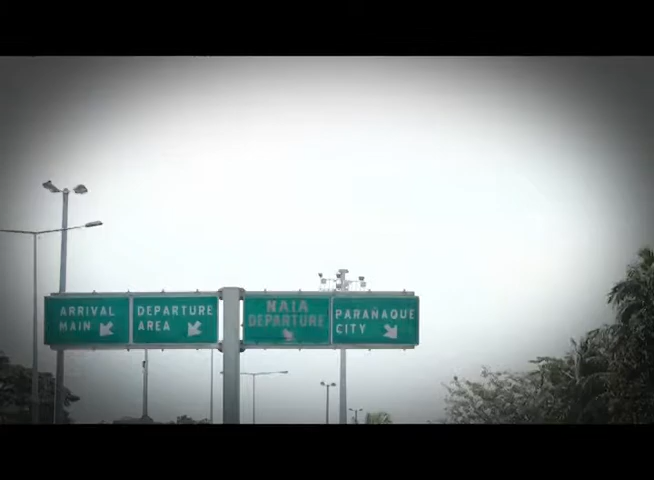 ARRIVAL
MAIN
DEPARTURE
AREA
NAIA
DEPARTURE
PARAÑAQUE
CITY